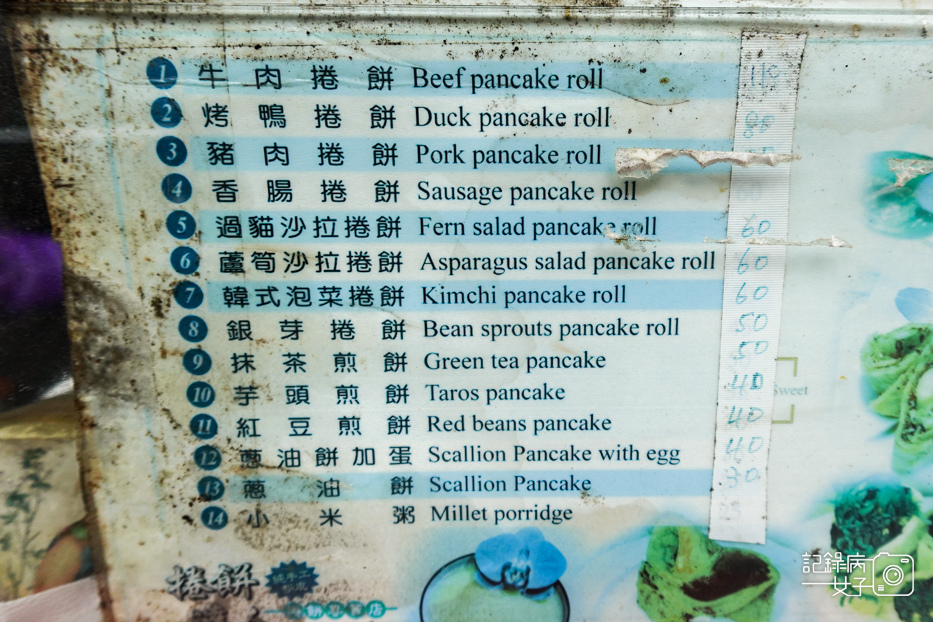 1 牛肉捲餅 Beef pancake roll 110
2 烤鴨捲餅 Duck pancake roll 80
3 豬肉捲餅 Pork pancake roll
4 香腸捲餅 Sausage pancake roll
5 過貓沙拉捲餅 Fern salad pancake roll 60
6 蘆筍沙拉捲餅 Asparagus salad pancake roll 60
7 韓式泡菜捲餅 Kimchi pancake roll 60
8 銀芽捲餅 Bean sprouts pancake roll 50
9 抹茶煎餅 Green tea pancake 50
10 芋頭煎餅 Taros pancake 40
Sweet
11 紅豆煎餅 Red beans pancake 40
12 蔥油餅加蛋 Scallion Pancake with egg 40
13 蔥油餅 Scallion Pancake 30
14 小米粥 Millet porridge
捲餅 純手工
記錄病
女子